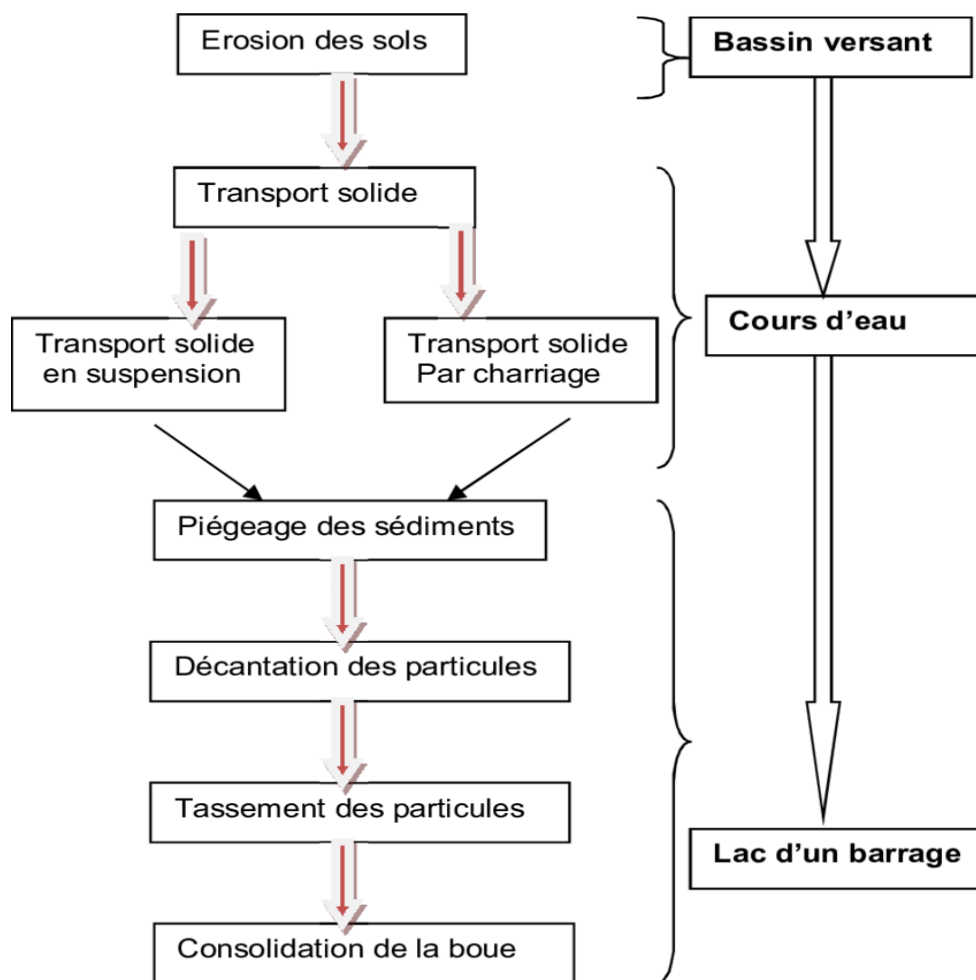 Erosion des sols
Bassin versant
Transport solide
Cours d’eau
Transport solide
en suspension
Transport solide
Par charriage
Piégeage des sédiments
Décantation des particules
Tassement des particules
Lac d’un barrage
Consolidation de la boue